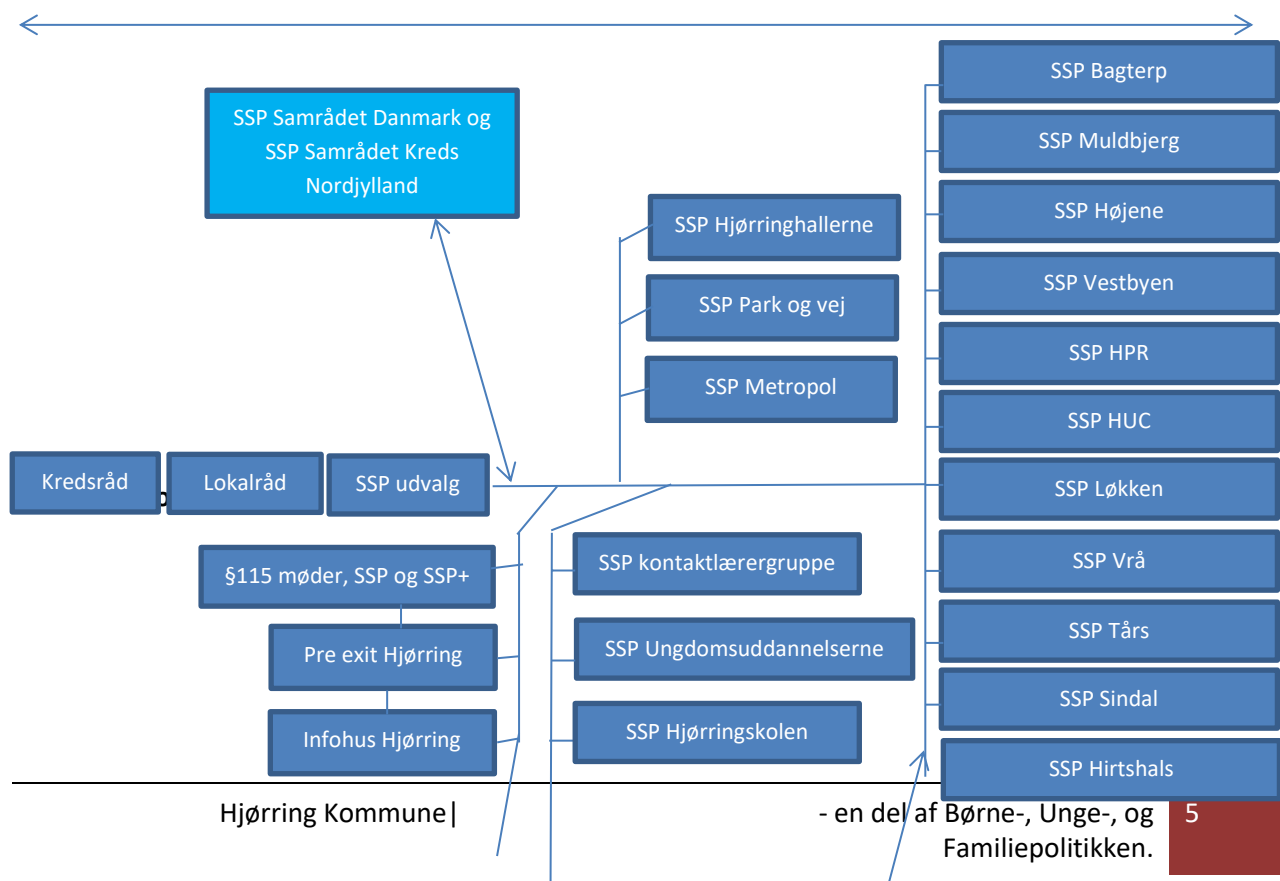 SSP Bagterp
SSP Samrådet Danmark og
SSP Samrådet Kreds
Nordjylland
SSP Muldbjerg
SSP Højene
SSP Hjørringhallerne
SSP Vestbyen
SSP Park og vej
SSP HPR
SSP Metropol
SSP HUC
Kredsråd
Lokalråd
SSP udvalg
SSP Løkken
§115 møder, SSP og SSP+
SSP kontaktlærergruppe
SSP Vrå
Pre exit Hjørring
SSP Ungdomsuddannelserne
SSP Tårs
Infohus Hjørring
SSP Hjørringskolen
SSP Sindal
SSP Hirtshals
Hjørring Kommune|
- en del af Børne-, Unge-, og
Familiepolitikken.
5